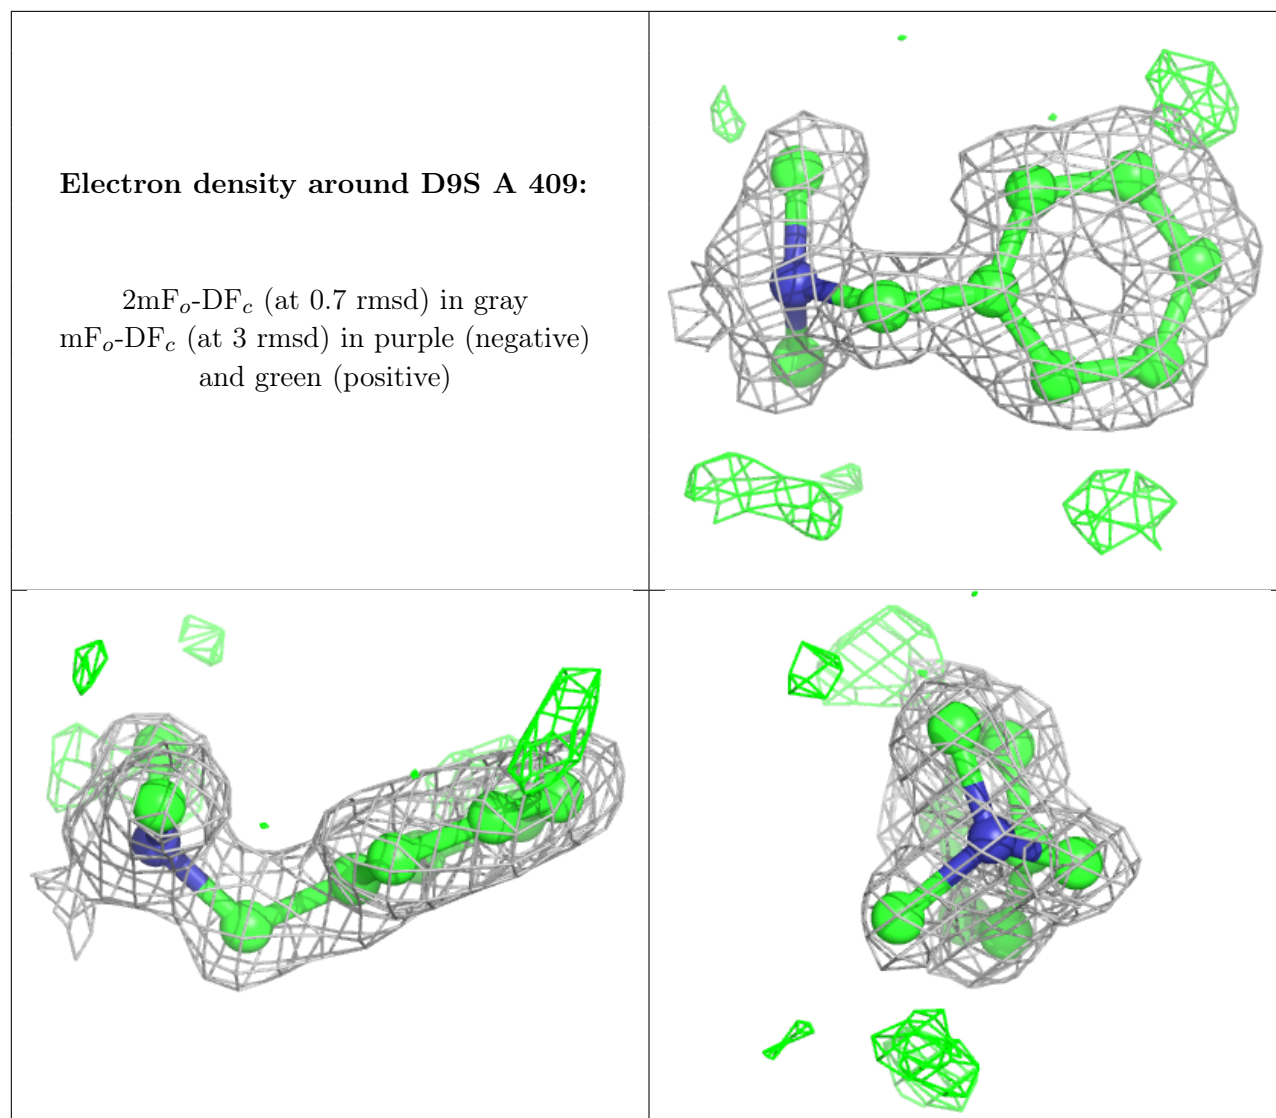 Electron density around D9S A 409:
2mFo-DFc (at 0.7 rmsd) in gray
mFo-DFc (at 3 rmsd) in purple (negative)
and green (positive)